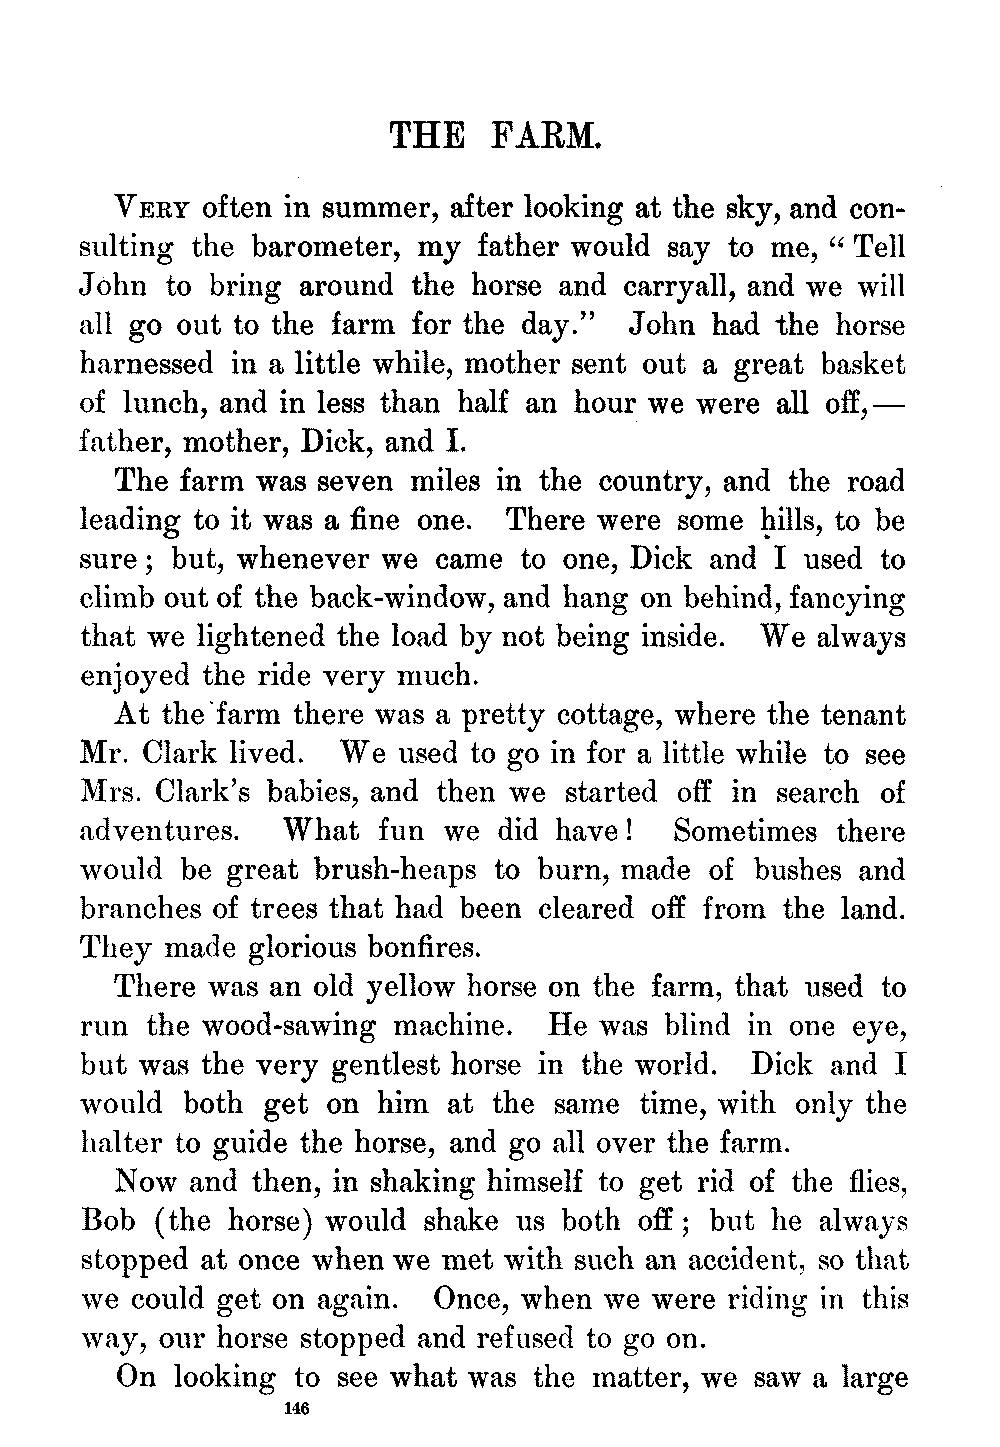 THE FARM.
VERY often in summer, after looking at the sky, and con-
sulting the barometer, my father would say to me, “ Tell
John to bring around the horse and carryall, and we will
all go out to the farm for the day.” John had the horse
harnessed in a little while, mother sent out a great basket
of lunch, and in less than half an hour we were all off,—
father, mother, Dick, and I.
The farm was seven miles in the country, and the road
leading to it was a fine one. There were some hills, to be
sure ; but, whenever we came to one, Dick and I used to
climb out of the back-window, and hang on behind, fancying
that we lightened the load by not being inside. We always
enjoyed the ride very much.
At the farm there was a pretty cottage, where the tenant
Mr. Clark lived. We used to go in for a little while to see
Mrs. Clark’s babies, and then we started off in search of
adventures. What fun we did have ! Sometimes there
would be great brush-heaps to burn, made of bushes and
branches of trees that had been cleared off from the land.
They made glorious bonfires.
There was an old yellow horse on the farm, that used to
run the wood-sawing machine. He was blind in one eye,
but was the very gentlest horse in the world. Dick and I
would both get on him at the same time, with only the
halter to guide the horse, and go all over the farm.
Now and then, in shaking himself to get rid of the flies,
Bob (the horse) would shake us both off ; but he always
stopped at once when we met with such an accident, so that
we could get on again. Once, when we were riding in this
way, our horse stopped and refused to go on.
On looking to see what was the matter, we saw a large
146